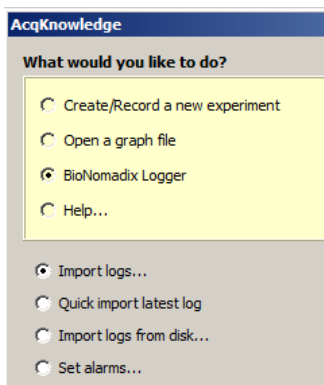 AcqKnowledge
What would you like to do?
Create/Record a new experiment
Open a graph file
BioNomadix Logger
Help...
Import logs...
Quick import latest log
Import logs from disk...
Set alarms...